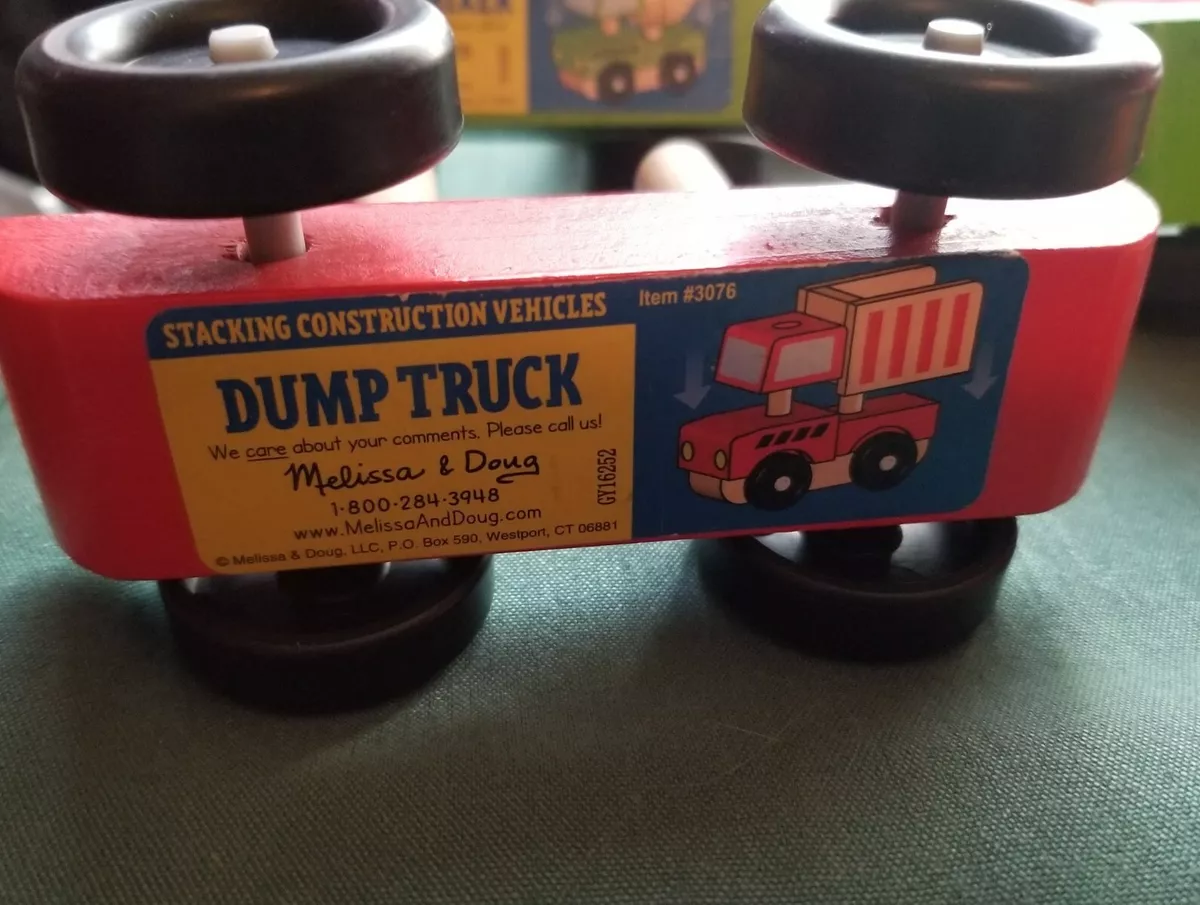 STACKING CONSTRUCTION VEHICLES
Item #3076
DUMP TRUCK
We care about your comments. Please call us!
Melissa & Doug
1-800-284-3948
www.MelissaAndDoug.com
© Melissa & Doug, LLC, P.O. Box 590, Westport, CT 06881
GY16252